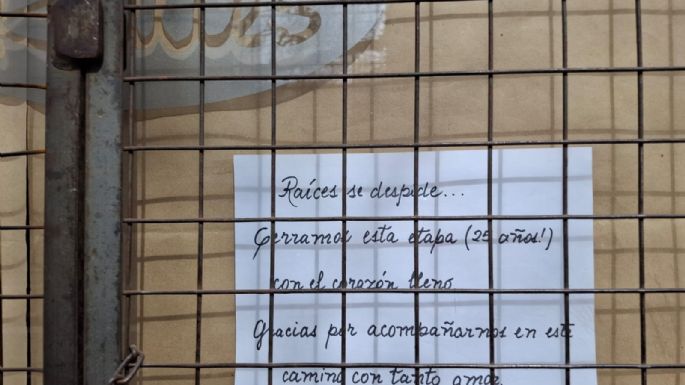 Raíces se despide...
Cerramos esta etapa (25 años!)
con el corazón lleno
Gracias por acompañarnos en este
camino con tanto amor